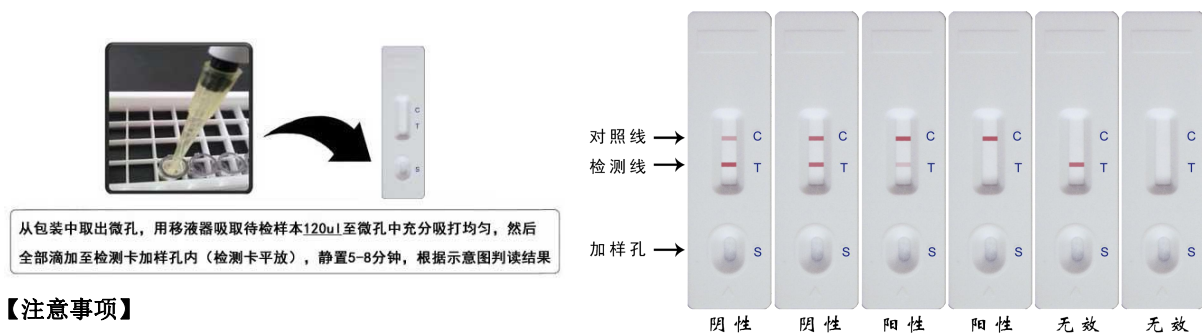 C
T
S
从包装中取出微孔，用移液器吸取待检样本120ul至微孔中充分吸打均匀，然后
全部滴加至检测卡加样孔内（检测卡平放），静置5-8分钟，根据示意图判读结果
【注意事项】
对照线
检测线
加样孔
C C C C C C
T T T T T T
S S S S S S
阴性 阴性 阳性 阳性 无效 无效